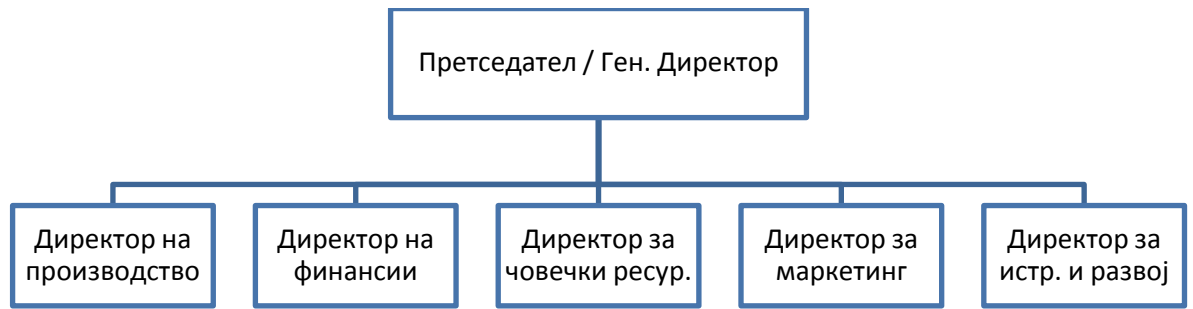 Претседател / Ген. Директор
Директор на
производство
Директор на
финансии
Директор за
човечки ресур.
Директор за
маркетинг
Директор за
истр. и развој